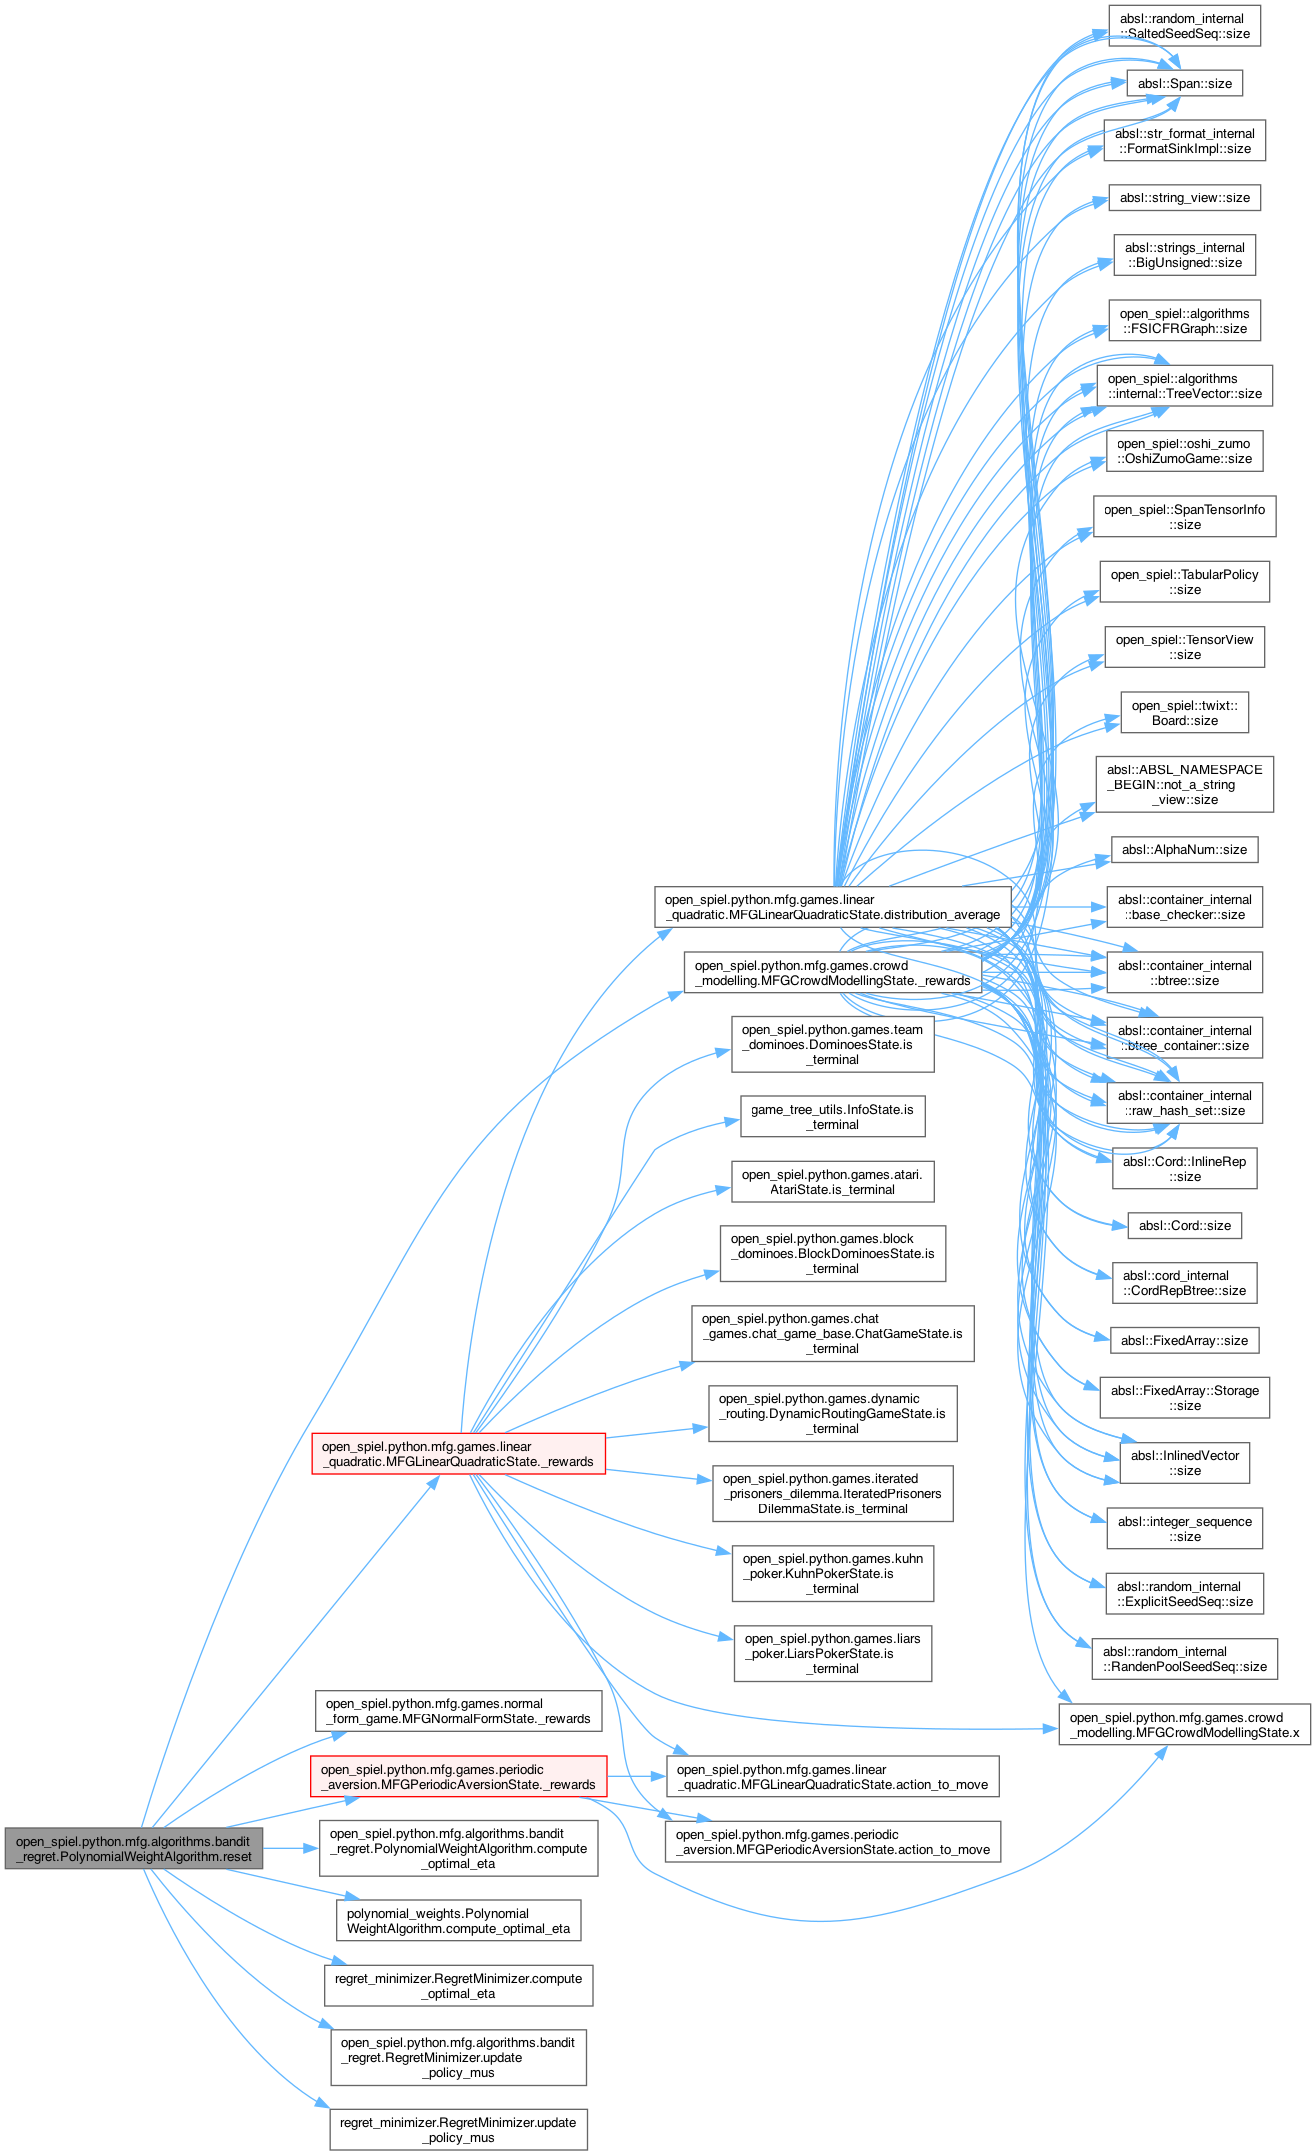 absl::random_internal
::SaltedSeedSeq::size
absl::Span::size
absl::str_format_internal
::FormatSinkImpl::size
absl::string_view::size
absl::strings_internal
::BigUnsigned::size
open_spiel::algorithms
::FSICFRGraph::size
open_spiel::algorithms
::internal::TreeVector::size
open_spiel::oshi_zumo
::OshiZumoGame::size
open_spiel::SpanTensorInfo
::size
open_spiel::TabularPolicy
::size
open_spiel::TensorView
::size
open_spiel::twixt::
Board::size
absl::ABSL_NAMESPACE
_BEGIN::not_a_string
_view::size
absl::AlphaNum::size
open_spiel.python.mfg.games.linear
_quadratic.MFGLinearQuadraticState.distribution_average
absl::container_internal
::base_checker::size
open_spiel.python.mfg.games.crowd
_modelling.MFGCrowdModellingState._rewards
absl::container_internal
::btree::size
open_spiel.python.games.team
_dominoes.DominoesState.is
_terminal
absl::container_internal
::btree_container::size
game_tree_utils.InfoState.is
_terminal
absl::container_internal
::raw_hash_set::size
open_spiel.python.games.atari.
AtariState.is_terminal
absl::Cord::InlineRep
::size
open_spiel.python.games.block
_dominoes.BlockDominoesState.is
_terminal
absl::Cord::size
absl::cord_internal
::CordRepBtree::size
open_spiel.python.games.chat
_games.chat_game_base.ChatGameState.is
_terminal
absl::FixedArray::size
open_spiel.python.games.dynamic
_routing.DynamicRoutingGameState.is
_terminal
absl::FixedArray::Storage
::size
open_spiel.python.mfg.games.linear
_quadratic.MFGLinearQuadraticState._rewards
absl::InlinedVector
::size
open_spiel.python.games.iterated
_prisoners_dilemma.IteratedPrisoners
DilemmaState.is_terminal
absl::integer_sequence
::size
open_spiel.python.games.kuhn
_poker.KuhnPokerState.is
_terminal
absl::random_internal
::ExplicitSeedSeq::size
open_spiel.python.games.liars
_poker.LiarsPokerState.is
_terminal
absl::random_internal
::RandenPoolSeedSeq::size
open_spiel.python.mfg.games.normal
_form_game.MFGNormalFormState._rewards
open_spiel.python.mfg.games.crowd
_modelling.MFGCrowdModellingState.x
open_spiel.python.mfg.games.periodic
_aversion.MFGPeriodicAversionState._rewards
open_spiel.python.mfg.games.linear
_quadratic.MFGLinearQuadraticState.action_to_move
open_spiel.python.mfg.algorithms.bandit
_regret.PolynomialWeightAlgorithm.reset
open_spiel.python.mfg.algorithms.bandit
_regret.PolynomialWeightAlgorithm.compute
_optimal_eta
open_spiel.python.mfg.games.periodic
_aversion.MFGPeriodicAversionState.action_to_move
polynomial_weights.Polynomial
WeightAlgorithm.compute_optimal_eta
regret_minimizer.RegretMinimizer.compute
_optimal_eta
open_spiel.python.mfg.algorithms.bandit
_regret.RegretMinimizer.update
_policy_mus
regret_minimizer.RegretMinimizer.update
_policy_mus